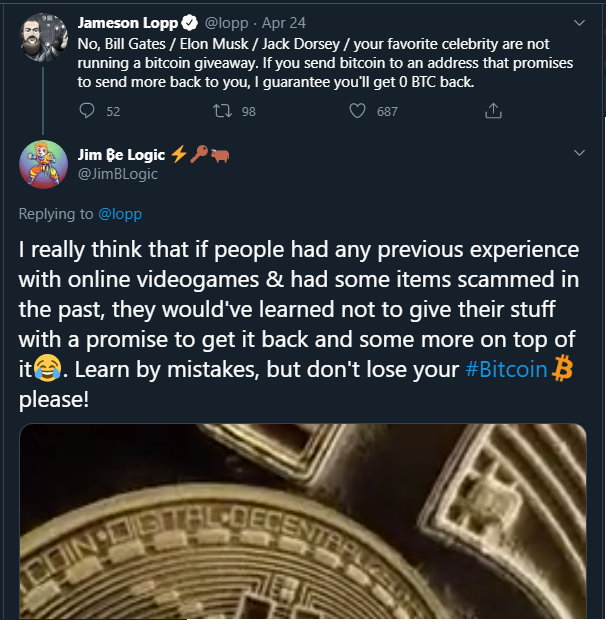 Jameson Lopp @lopp · Apr 24
No, Bill Gates / Elon Musk / Jack Dorsey / your favorite celebrity are not
running a bitcoin giveaway. If you send bitcoin to an address that promises
to send more back to you, I guarantee you'll get 0 BTC back.
52 98 687
Jim ₿e Logic ⚡🔑🐂
@JimBLogic
Replying to @lopp
I really think that if people had any previous experience
with online videogames & had some items scammed in
the past, they would've learned not to give their stuff
with a promise to get it back and some more on top of
it😂. Learn by mistakes, but don't lose your #Bitcoin
please!
COIN • DIGITAL • DECENTRALIZED